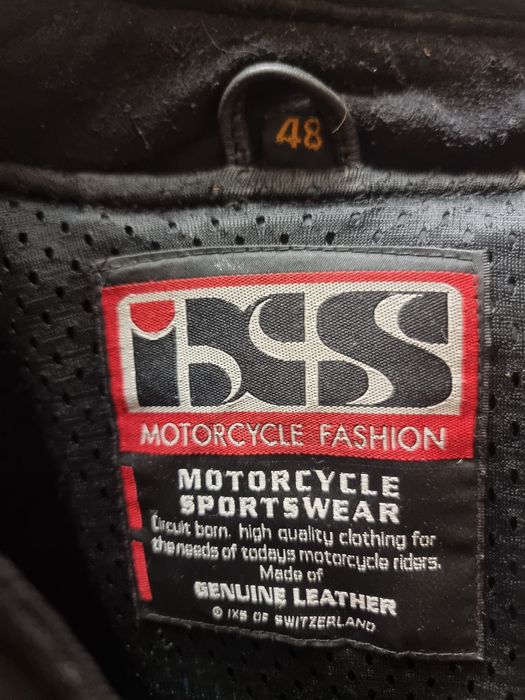 48
iXS
MOTORCYCLE FASHION
MOTORCYCLE
SPORTSWEAR
Circuit born, high quality clothing for
the needs of todays motorcycle riders.
Made of
GENUINE LEATHER
© IXS OF SWITZERLAND